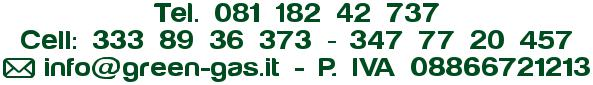 Tel. 081 182 42 737
Cell: 333 89 36 373 - 347 77 20 457
info@green-gas.it - P. IVA 08866721213